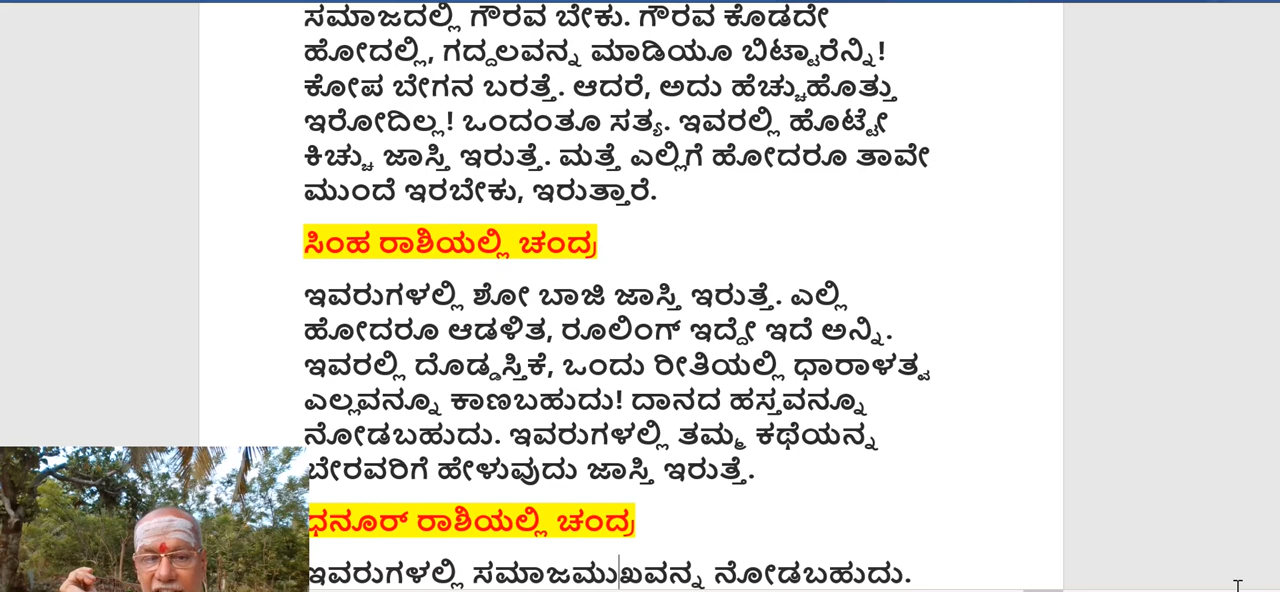 ಸಮಾಜದಲ್ಲಿ ಗೌರವ ಬೇಕು. ಗೌರವ ಕೊಡದೇ
ಹೋದಲ್ಲಿ, ಗದ್ದಲವನ್ನ ಮಾಡಿಯೂ ಬಿಟ್ಟಾರೆನ್ನಿ!
ಕೋಪ ಬೇಗನ ಬರತ್ತೆ. ಆದರೆ, ಅದು ಹೆಚ್ಚುಹೊತ್ತು
ಇರೋದಿಲ್ಲ! ಒಂದಂತೂ ಸತ್ಯ. ಇವರಲ್ಲಿ ಹೊಟ್ಟೇ
ಕಿಚ್ಚು ಜಾಸ್ತಿ ಇರುತ್ತೆ. ಮತ್ತೆ ಎಲ್ಲಿಗೆ ಹೋದರೂ ತಾವೇ
ಮುಂದೆ ಇರಬೇಕು, ಇರುತ್ತಾರೆ.
ಸಿಂಹ ರಾಶಿಯಲ್ಲಿ ಚಂದ್ರ
ಇವರುಗಳಲ್ಲಿ ಶೋ ಬಾಜಿ ಜಾಸ್ತಿ ಇರುತ್ತೆ. ಎಲ್ಲಿ
ಹೋದರೂ ಆಡಳಿತ, ರೂಲಿಂಗ್ ಇದ್ದೇ ಇದೆ ಅನ್ನಿ.
ಇವರಲ್ಲಿ ದೊಡ್ಡಸ್ತಿಕೆ, ಒಂದು ರೀತಿಯಲ್ಲಿ ಧಾರಾಳತ್ವ
ಎಲ್ಲವನ್ನೂ ಕಾಣಬಹುದು! ದಾನದ ಹಸ್ತವನ್ನೂ
ನೋಡಬಹುದು. ಇವರುಗಳಲ್ಲಿ ತಮ್ಮ ಕಥೆಯನ್ನ
ಬೇರವರಿಗೆ ಹೇಳುವುದು ಜಾಸ್ತಿ ಇರುತ್ತೆ.
ಧನೂರ್ ರಾಶಿಯಲ್ಲಿ ಚಂದ್ರ
ಇವರುಗಳಲ್ಲಿ ಸಮಾಜಮುಖವನ್ನ ನೋಡಬಹುದು.